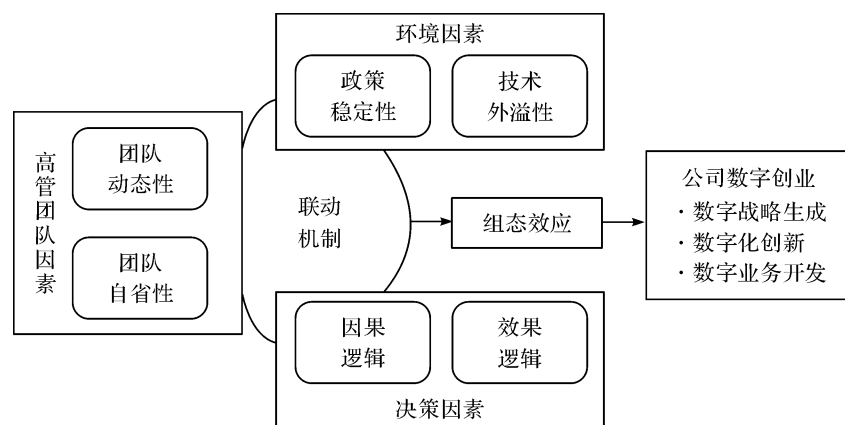 环境因素
政策
稳定性
技术
外溢性
高管团队因素
团队
动态性
团队
自省性
联动
机制
组态效应
公司数字创业
·数字战略生成
·数字化创新
·数字业务开发
因果
逻辑
效果
逻辑
决策因素